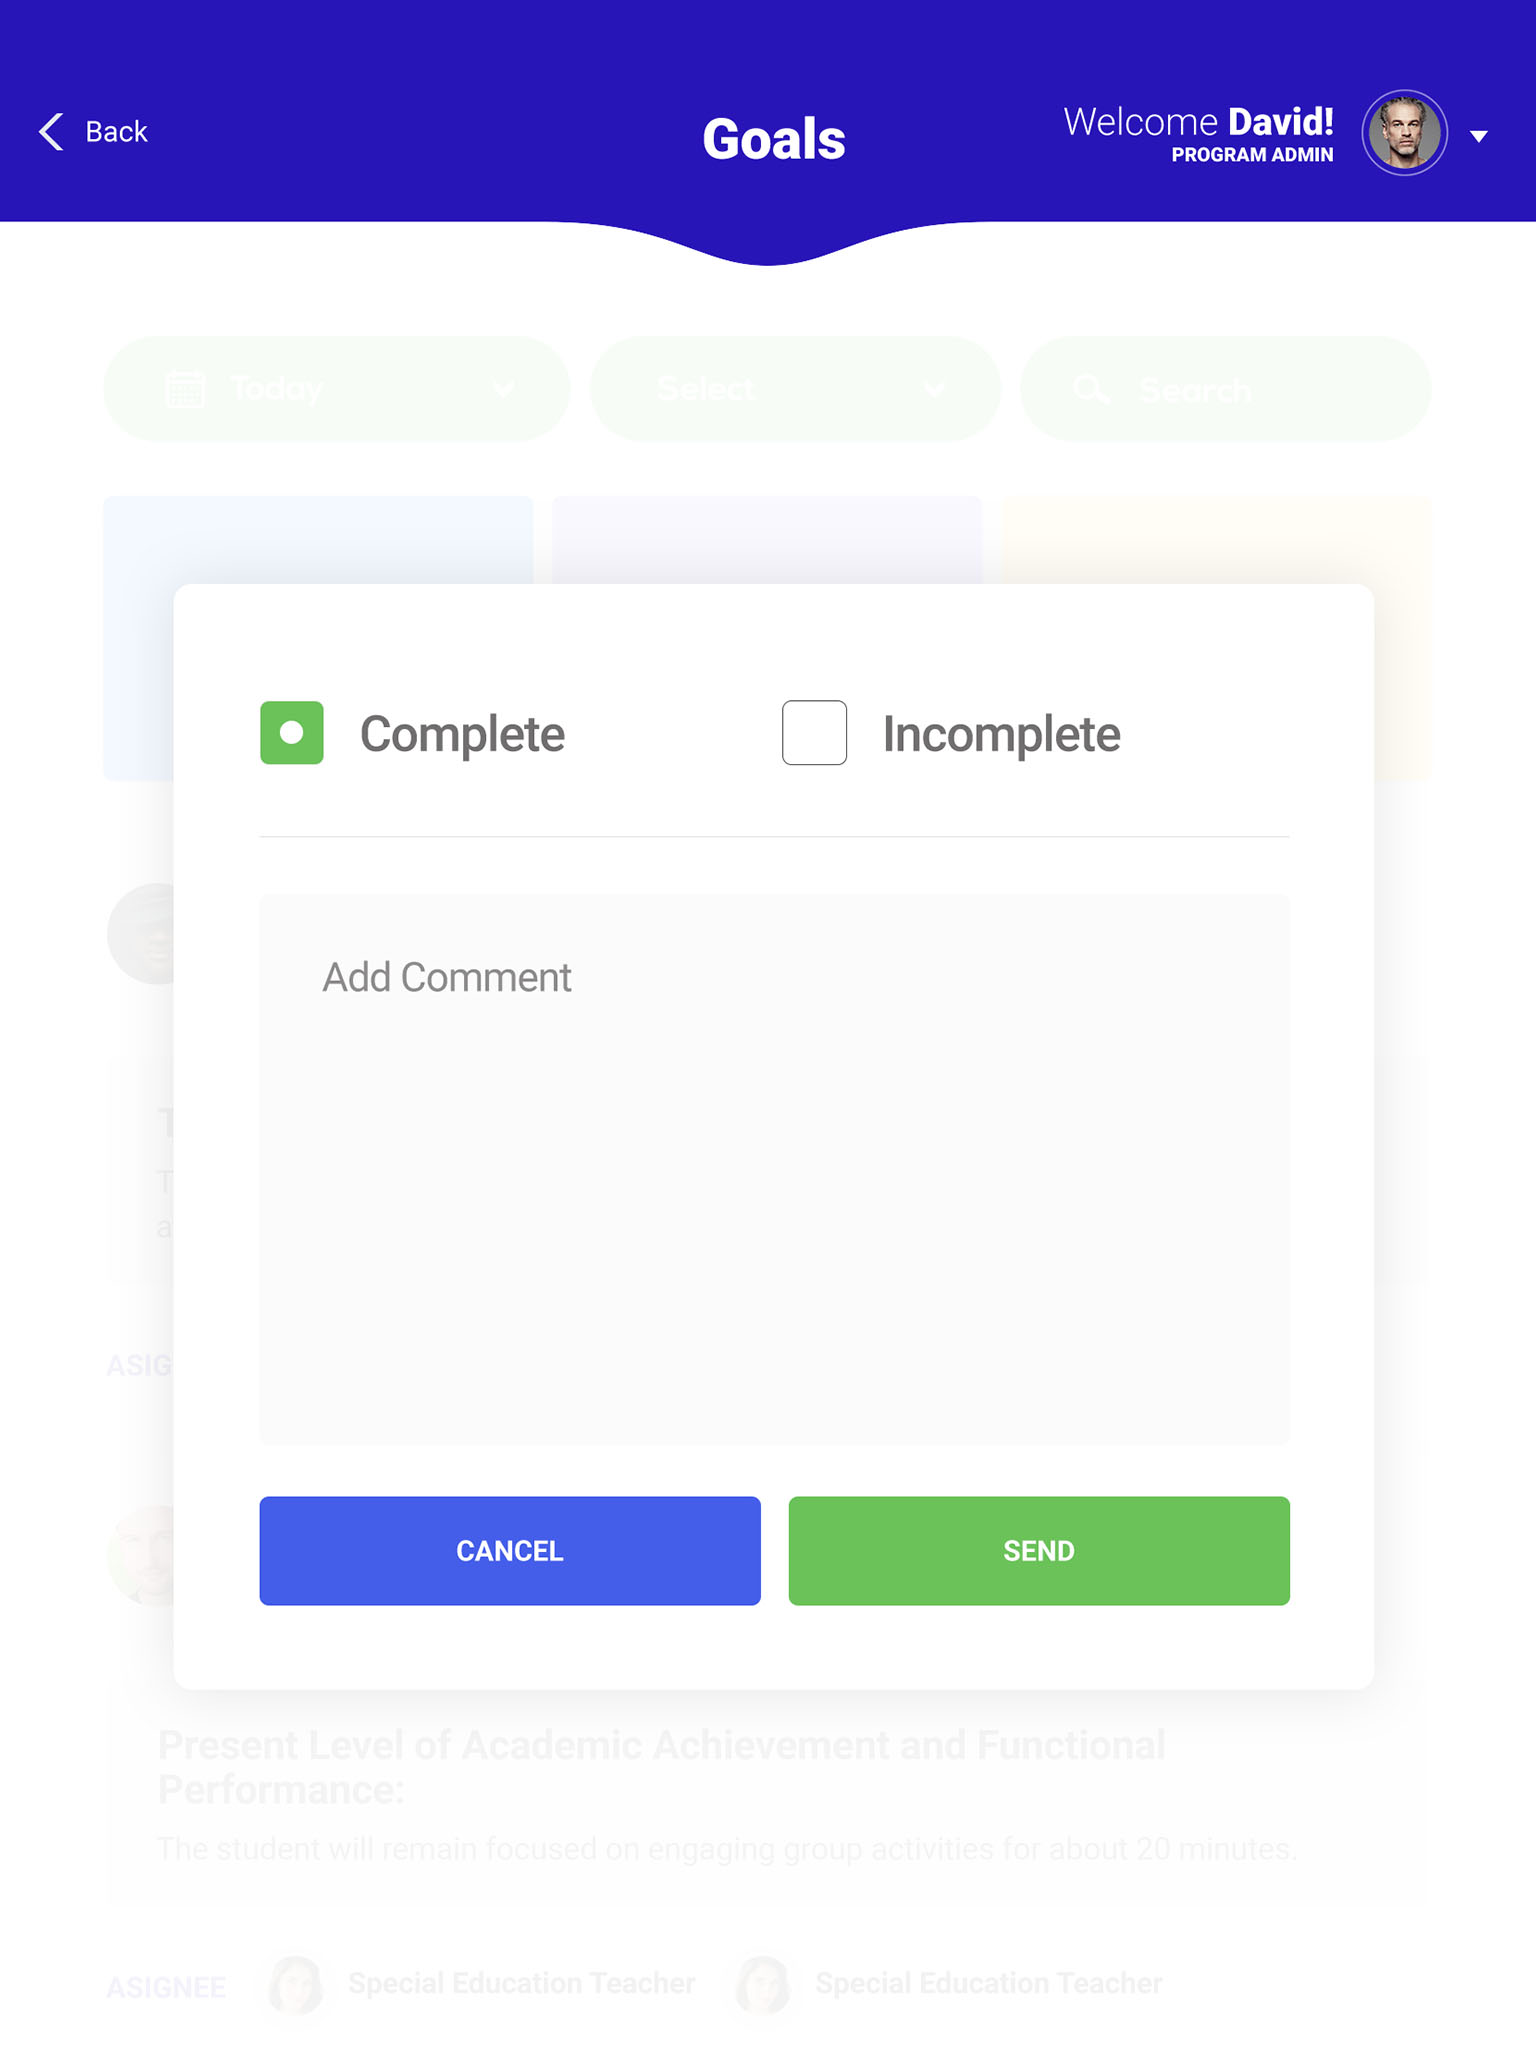 Back
Goals
Welcome David!
PROGRAM ADMIN
Today
Select
Search
Complete
Incomplete
Add Comment
CANCEL
SEND
Present Level of Academic Achievement and Functional
Performance:
The student will remain focused on engaging group activities for about 20 minutes.
ASIGNEE
Special Education Teacher
Special Education Teacher